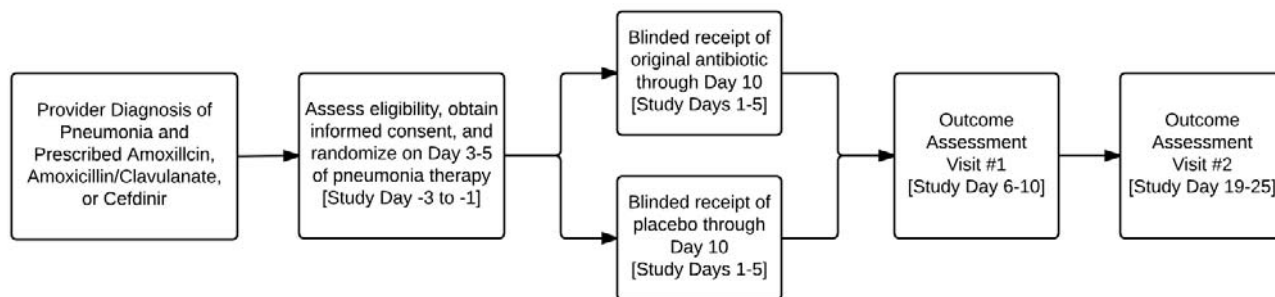 Provider Diagnosis of
Pneumonia and
Prescribed Amoxillcin,
Amoxicillin/Clavulanate,
or Cefdinir
Assess eligibility, obtain
informed consent, and
randomize on Day 3-5
of pneumonia therapy
[Study Day -3 to -1]
Blinded receipt of
original antibiotic
through Day 10
[Study Days 1-5]
Blinded receipt of
placebo through
Day 10
[Study Days 1-5]
Outcome
Assessment
Visit #1
[Study Day 6-10]
Outcome
Assessment
Visit #2
[Study Day 19-25]